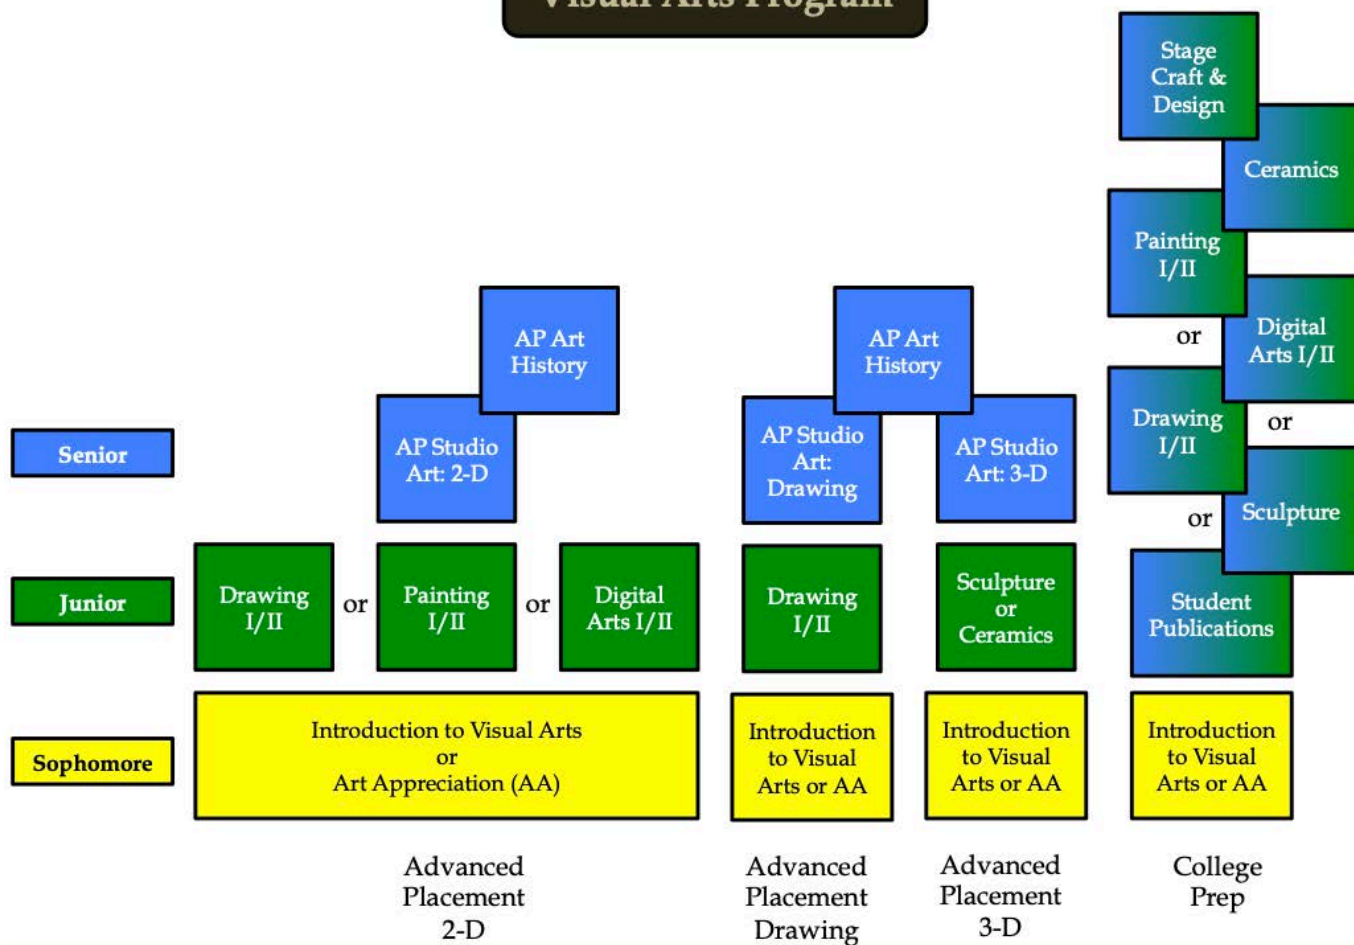 Visual Arts Program
Stage
Craft &
Design
Ceramics
Painting
I/II
or
Digital
Arts I/II
AP Art
History
AP Art
History
Drawing
I/II
or
Senior
AP Studio
Art: 2-D
AP Studio
Art:
Drawing
AP Studio
Art: 3-D
or
Sculpture
Junior
Drawing
I/II
or
Painting
I/II
or
Digital
Arts I/II
Drawing
I/II
Sculpture
or
Ceramics
Student
Publications
Sophomore
Introduction to Visual Arts
or
Art Appreciation (AA)
Introduction
to Visual
Arts or AA
Introduction
to Visual
Arts or AA
Introduction
to Visual
Arts or AA
Advanced
Placement
2-D
Advanced
Placement
Drawing
Advanced
Placement
3-D
College
Prep